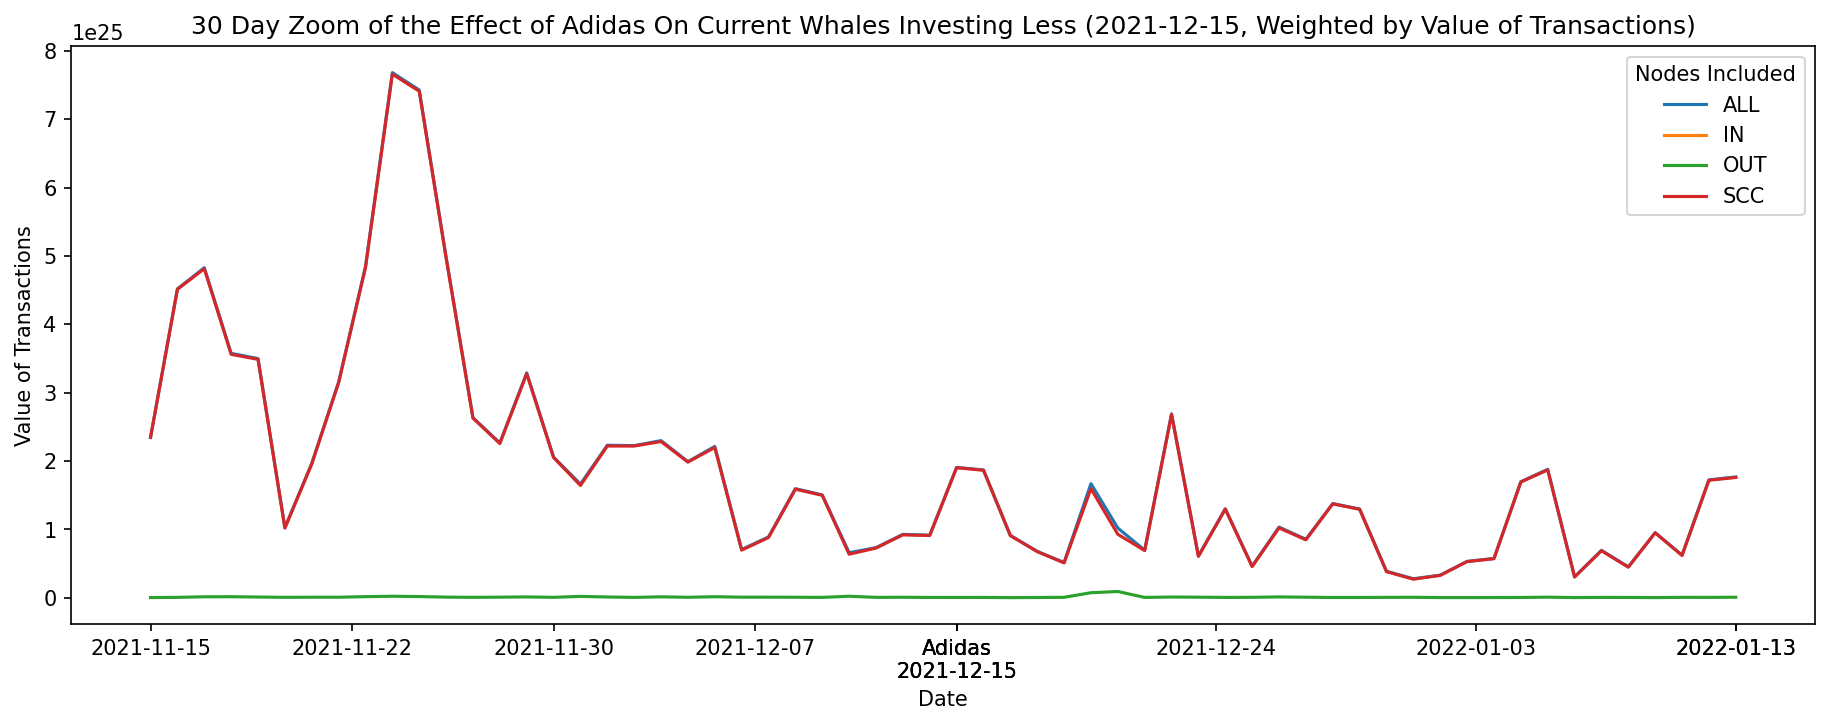 30 Day Zoom of the Effect of Adidas On Current Whales Investing Less (2021-12-15, Weighted by Value of Transactions)
1e25
8
7
6
5
4
3
2
1
0
Value of Transactions
Nodes Included
ALL
IN
OUT
SCC
2021-11-15 2021-11-22 2021-11-30 2021-12-07 Adidas 2021-12-24 2022-01-03 2022-01-13
2021-12-15
Date